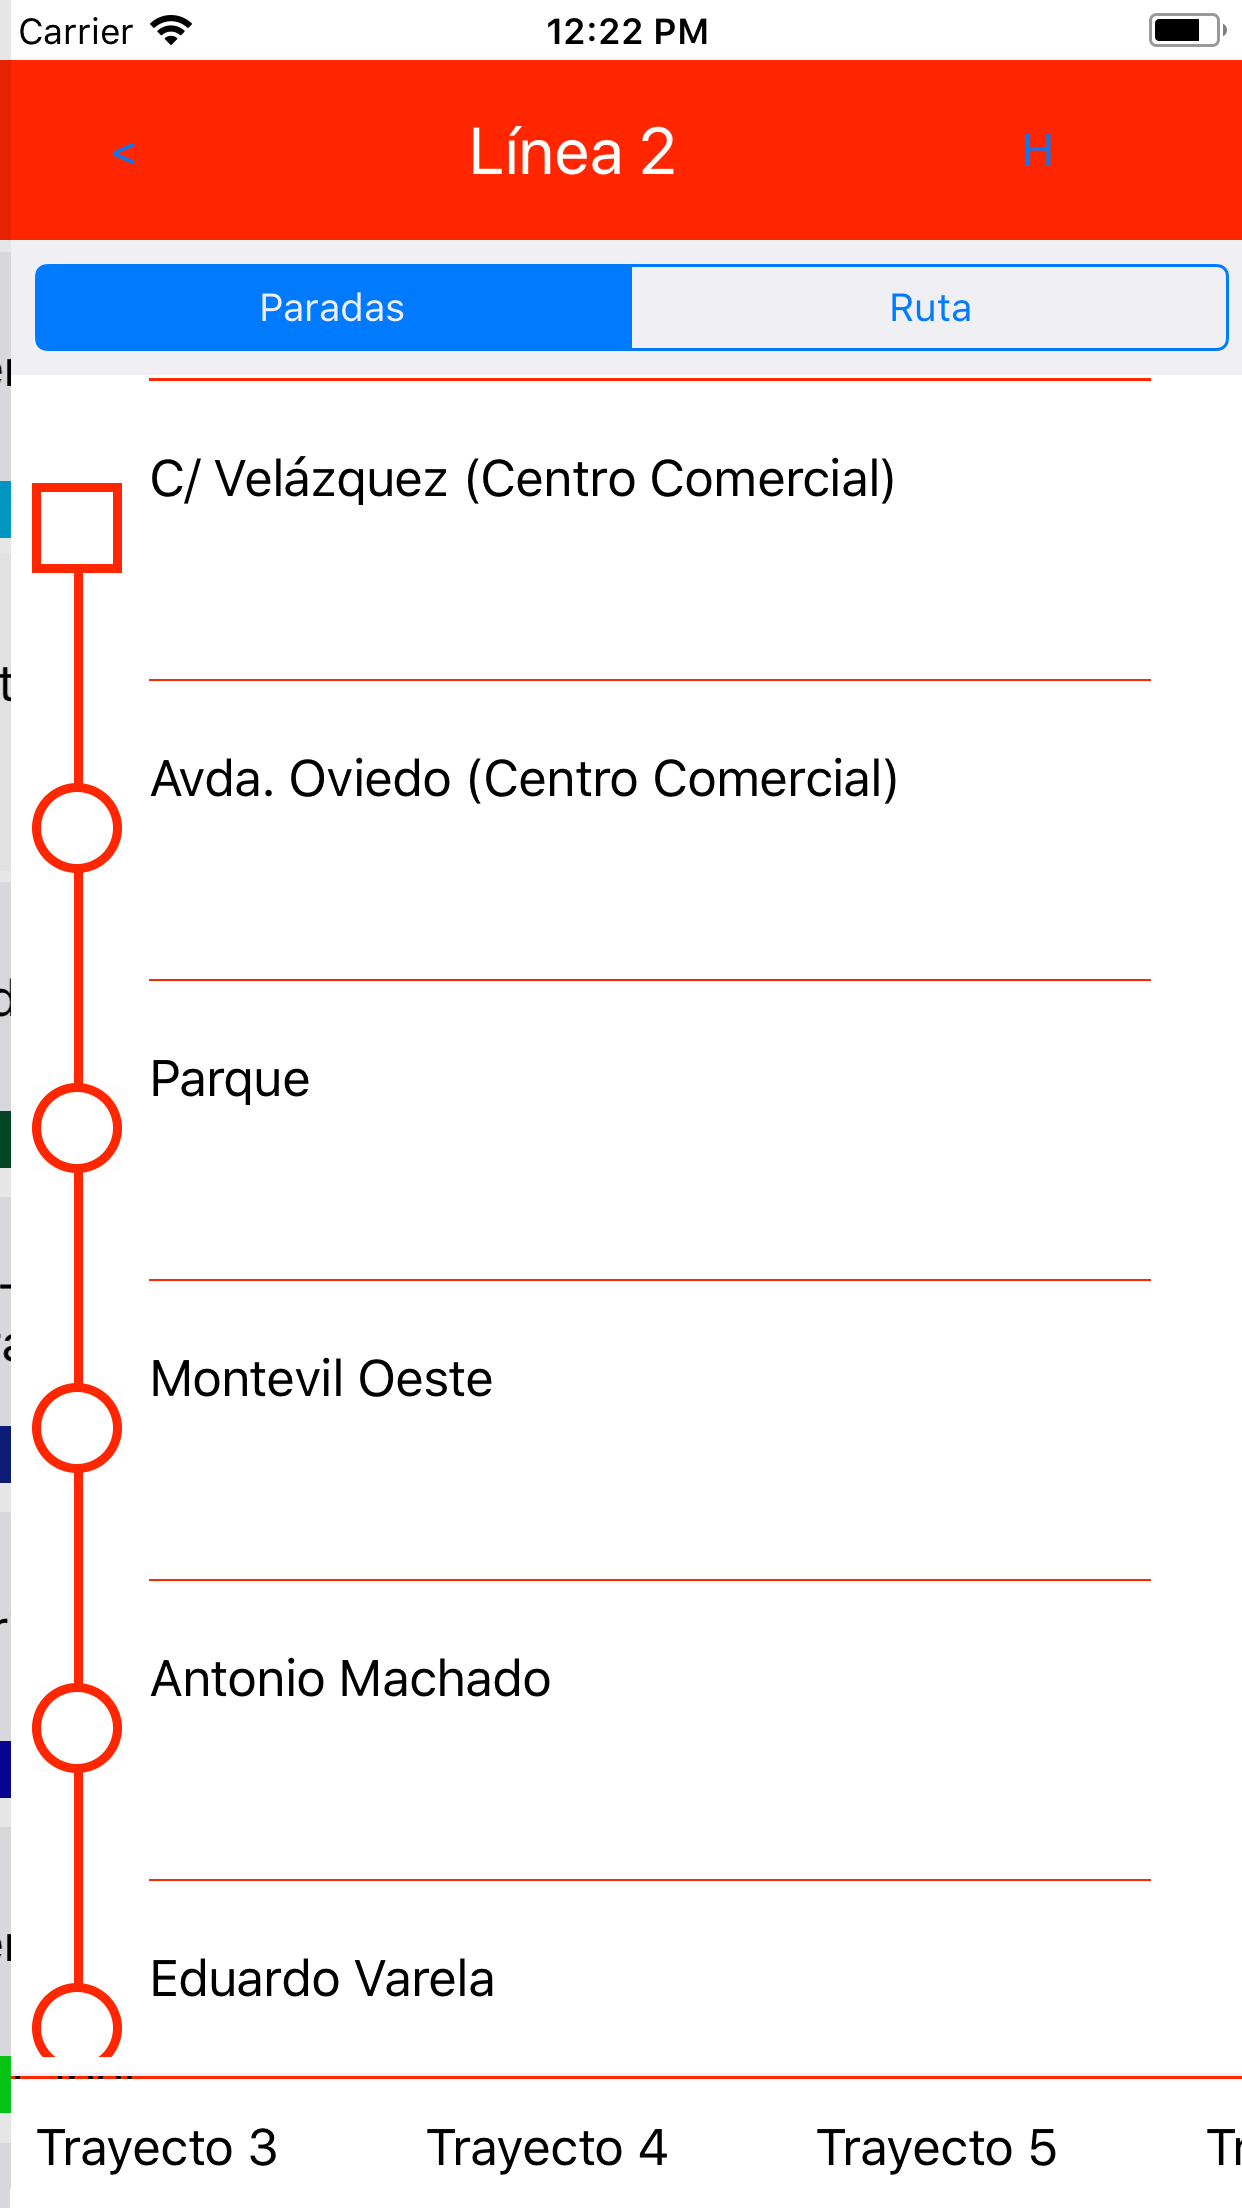 Carrier 12:22 PM
< Línea 2 H
Paradas Ruta
C/ Velázquez (Centro Comercial)
Avda. Oviedo (Centro Comercial)
Parque
Montevil Oeste
Antonio Machado
Eduardo Varela
Trayecto 3 Trayecto 4 Trayecto 5